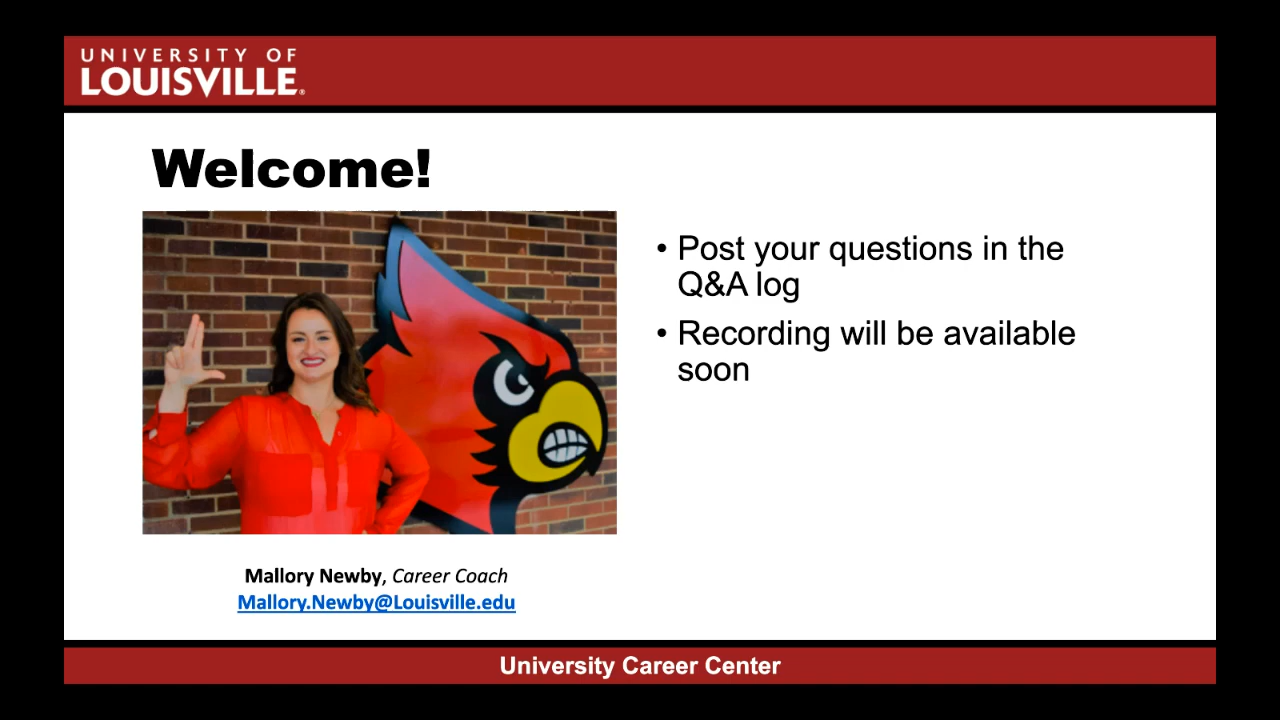 UNIVERSITY OF
LOUISVILLE®
Welcome!
• Post your questions in the
Q&A log
• Recording will be available
soon
Mallory Newby, Career Coach
Mallory.Newby@Louisville.edu
University Career Center